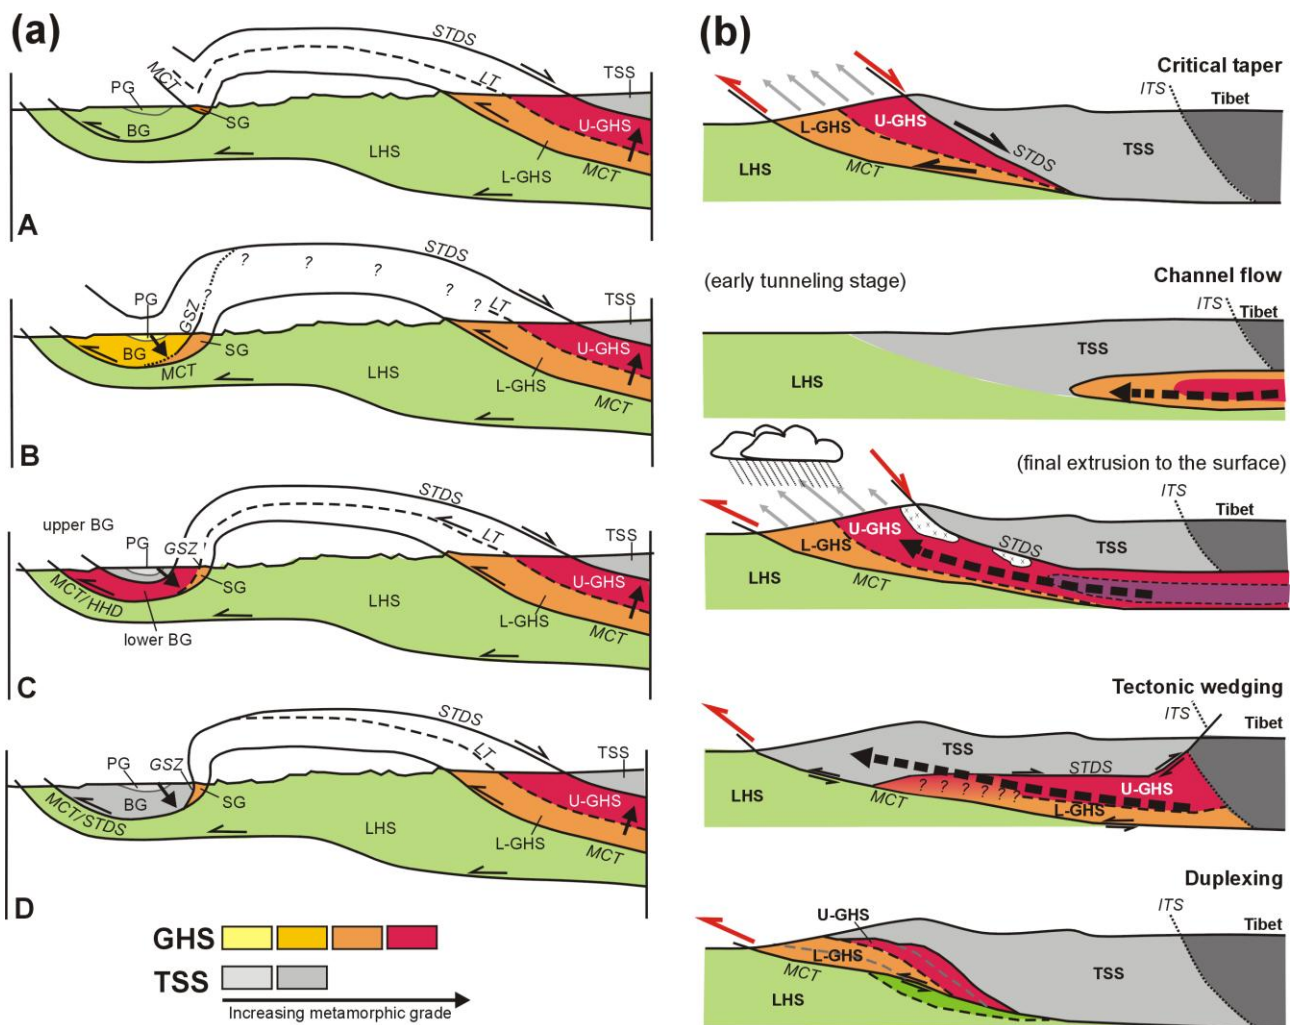 (a)
STDS
MCT
PG
LT
TSS
BG
SG
U-GHS
LHS
L-GHS
MCT
A
STDS
?
?
?
?
?
?
PG
GSZ
LT
TSS
BG
SG
U-GHS
MCT
LHS
L-GHS
MCT
B
STDS
upper BG
PG
GSZ
LT
TSS
MCT/HHD
SG
U-GHS
LHS
L-GHS
lower BG
MCT
C
STDS
PG
GSZ
LT
TSS
BG
SG
U-GHS
MCT/STDS
LHS
L-GHS
MCT
D
GHS
TSS
Increasing metamorphic grade
(b)
Critical taper
ITS
Tibet
L-GHS
U-GHS
STDS
TSS
LHS
MCT
(early tunneling stage)
Channel flow
ITS
Tibet
TSS
LHS
(final extrusion to the surface)
ITS
Tibet
U-GHS
L-GHS
STDS
TSS
LHS
MCT
Tectonic wedging
ITS
Tibet
TSS
STDS
LHS
MCT
U-GHS
? ? ? ? ? ?
L-GHS
Duplexing
ITS
U-GHS
Tibet
L-GHS
MCT
TSS
LHS